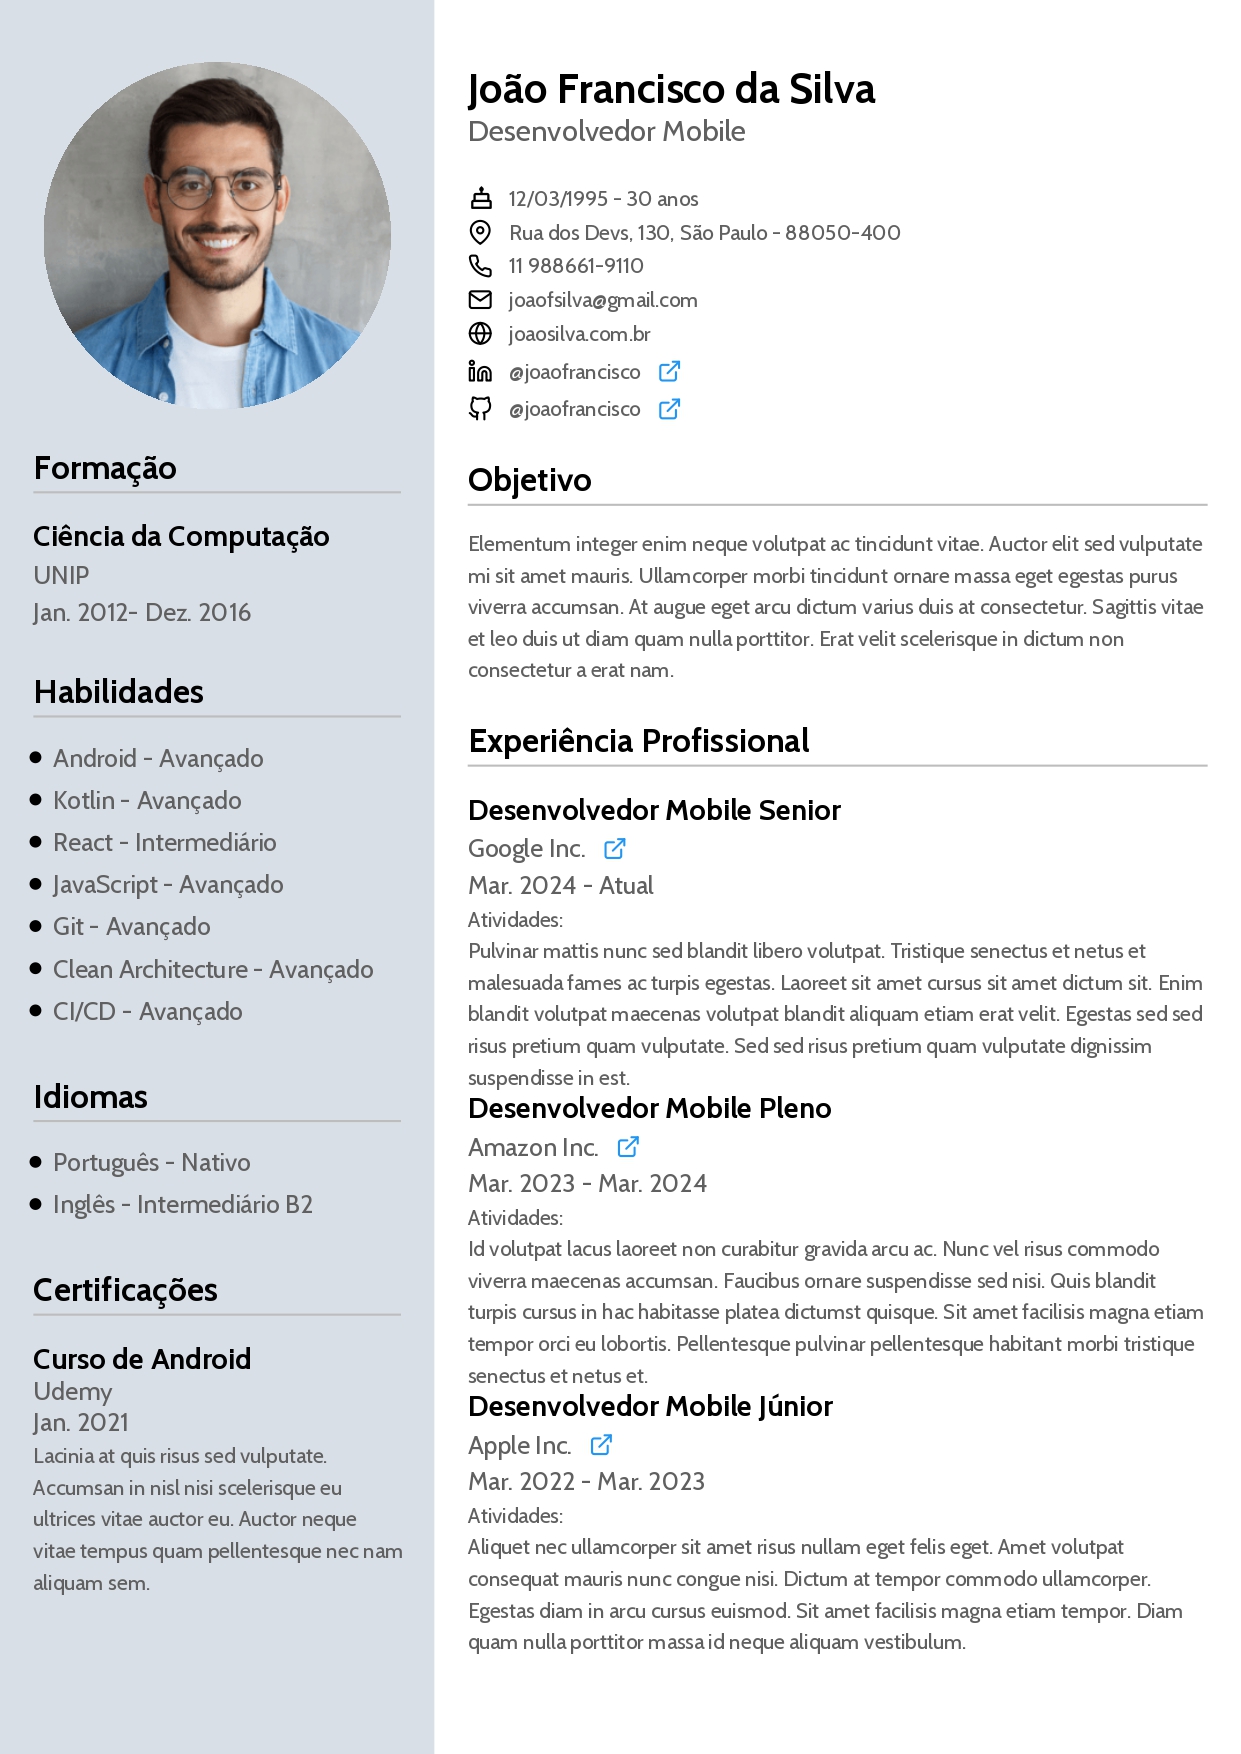 João Francisco da Silva
Desenvolvedor Mobile
12/03/1995 - 30 anos
Rua dos Devs, 130, São Paulo - 88050-400
11 988661-9110
joaofsilva@gmail.com
joaosilva.com.br
@joaofrancisco
@joaofrancisco
Formação
Ciência da Computação
UNIP
Jan. 2012- Dez. 2016
Habilidades
Android - Avançado
Kotlin - Avançado
React - Intermediário
JavaScript - Avançado
Git - Avançado
Clean Architecture - Avançado
CI/CD - Avançado
Idiomas
Português - Nativo
Inglês - Intermediário B2
Certificações
Curso de Android
Udemy
Jan. 2021
Lacinia at quis risus sed vulputate.
Accumsan in nisl nisi scelerisque eu
ultrices vitae auctor eu. Auctor neque
vitae tempus quam pellentesque nec nam
aliquam sem.
Objetivo
Elementum integer enim neque volutpat ac tincidunt vitae. Auctor elit sed vulputate
mi sit amet mauris. Ullamcorper morbi tincidunt ornare massa eget egestas purus
viverra accumsan. At augue eget arcu dictum varius duis at consectetur. Sagittis vitae
et leo duis ut diam quam nulla porttitor. Erat velit scelerisque in dictum non
consectetur a erat nam.
Experiência Profissional
Desenvolvedor Mobile Senior
Google Inc.
Mar. 2024 - Atual
Atividades:
Pulvinar mattis nunc sed blandit libero volutpat. Tristique senectus et netus et
malesuada fames ac turpis egestas. Laoreet sit amet cursus sit amet dictum sit. Enim
blandit volutpat maecenas volutpat blandit aliquam etiam erat velit. Egestas sed sed
risus pretium quam vulputate. Sed sed risus pretium quam vulputate dignissim
suspendisse in est.
Desenvolvedor Mobile Pleno
Amazon Inc.
Mar. 2023 - Mar. 2024
Atividades:
Id volutpat lacus laoreet non curabitur gravida arcu ac. Nunc vel risus commodo
viverra maecenas accumsan. Faucibus ornare suspendisse sed nisi. Quis blandit
turpis cursus in hac habitasse platea dictumst quisque. Sit amet facilisis magna etiam
tempor orci eu lobortis. Pellentesque pulvinar pellentesque habitant morbi tristique
senectus et netus et.
Desenvolvedor Mobile Júnior
Apple Inc.
Mar. 2022 - Mar. 2023
Atividades:
Aliquet nec ullamcorper sit amet risus nullam eget felis eget. Amet volutpat
consequat mauris nunc congue nisi. Dictum at tempor commodo ullamcorper.
Egestas diam in arcu cursus euismod. Sit amet facilisis magna etiam tempor. Diam
quam nulla porttitor massa id neque aliquam vestibulum.